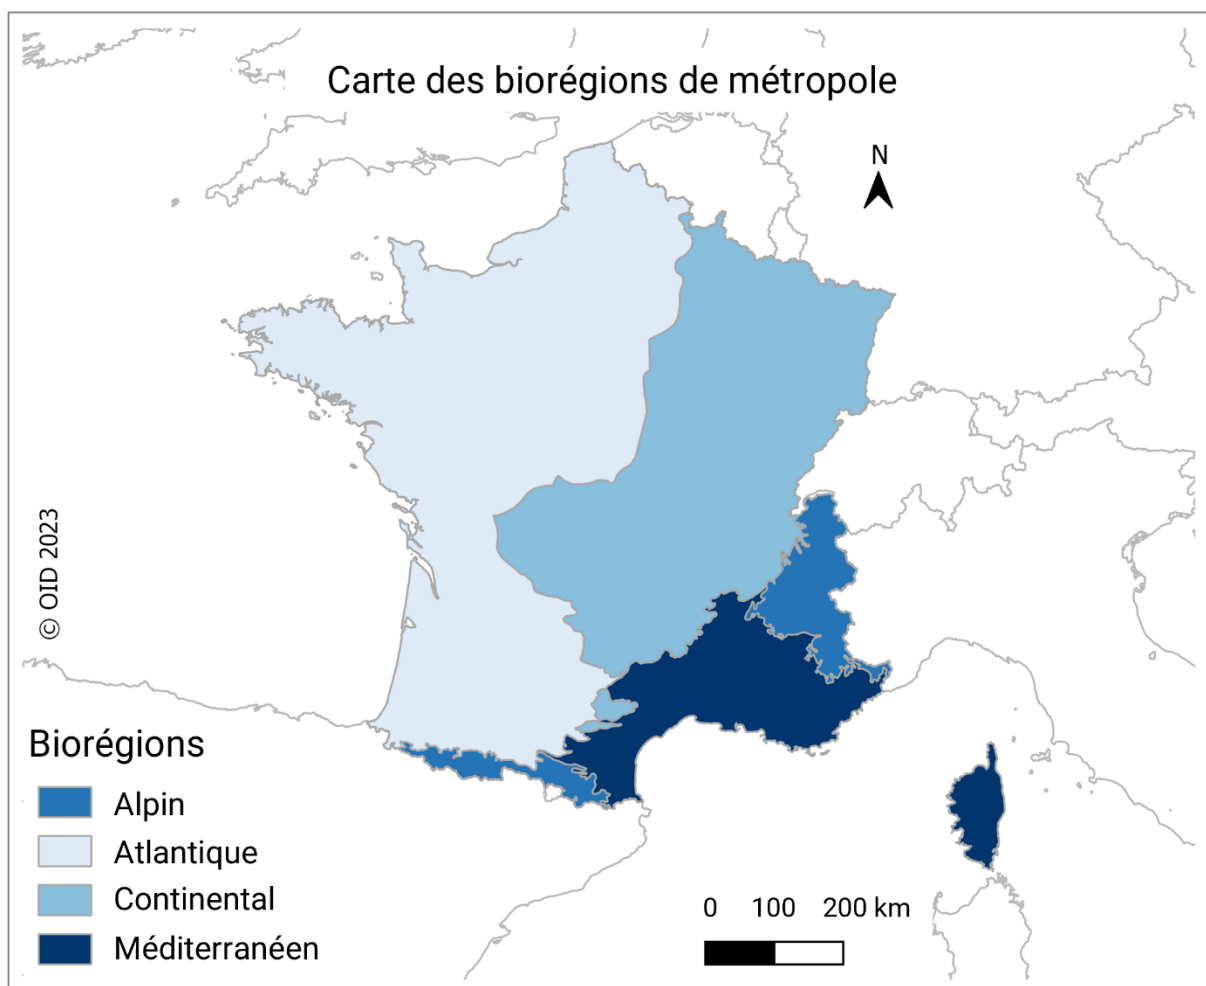 Carte des biorégions de métropole
N
© OID 2023
Biorégions
Alpin
Atlantique
Continental
Méditerranéen
0 100 200 km